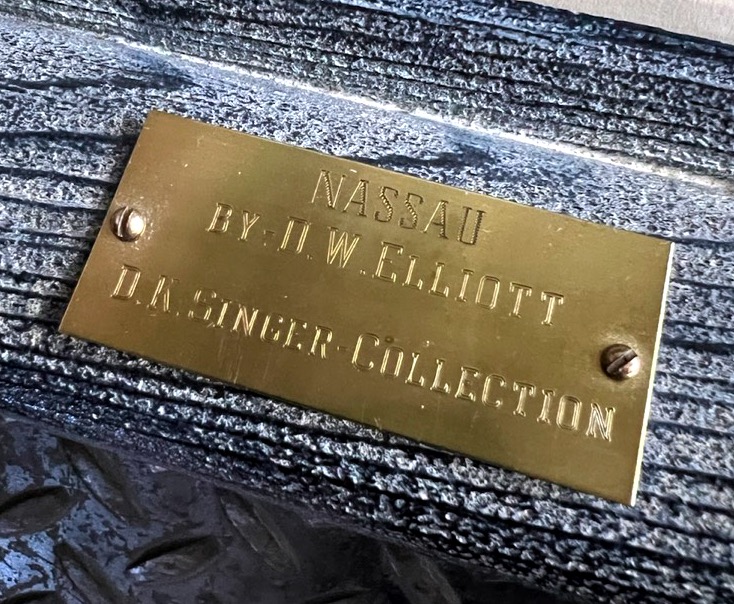 NASSAU
BY-D.W.ELLIOTT
D.K.SINGER-COLLECTION